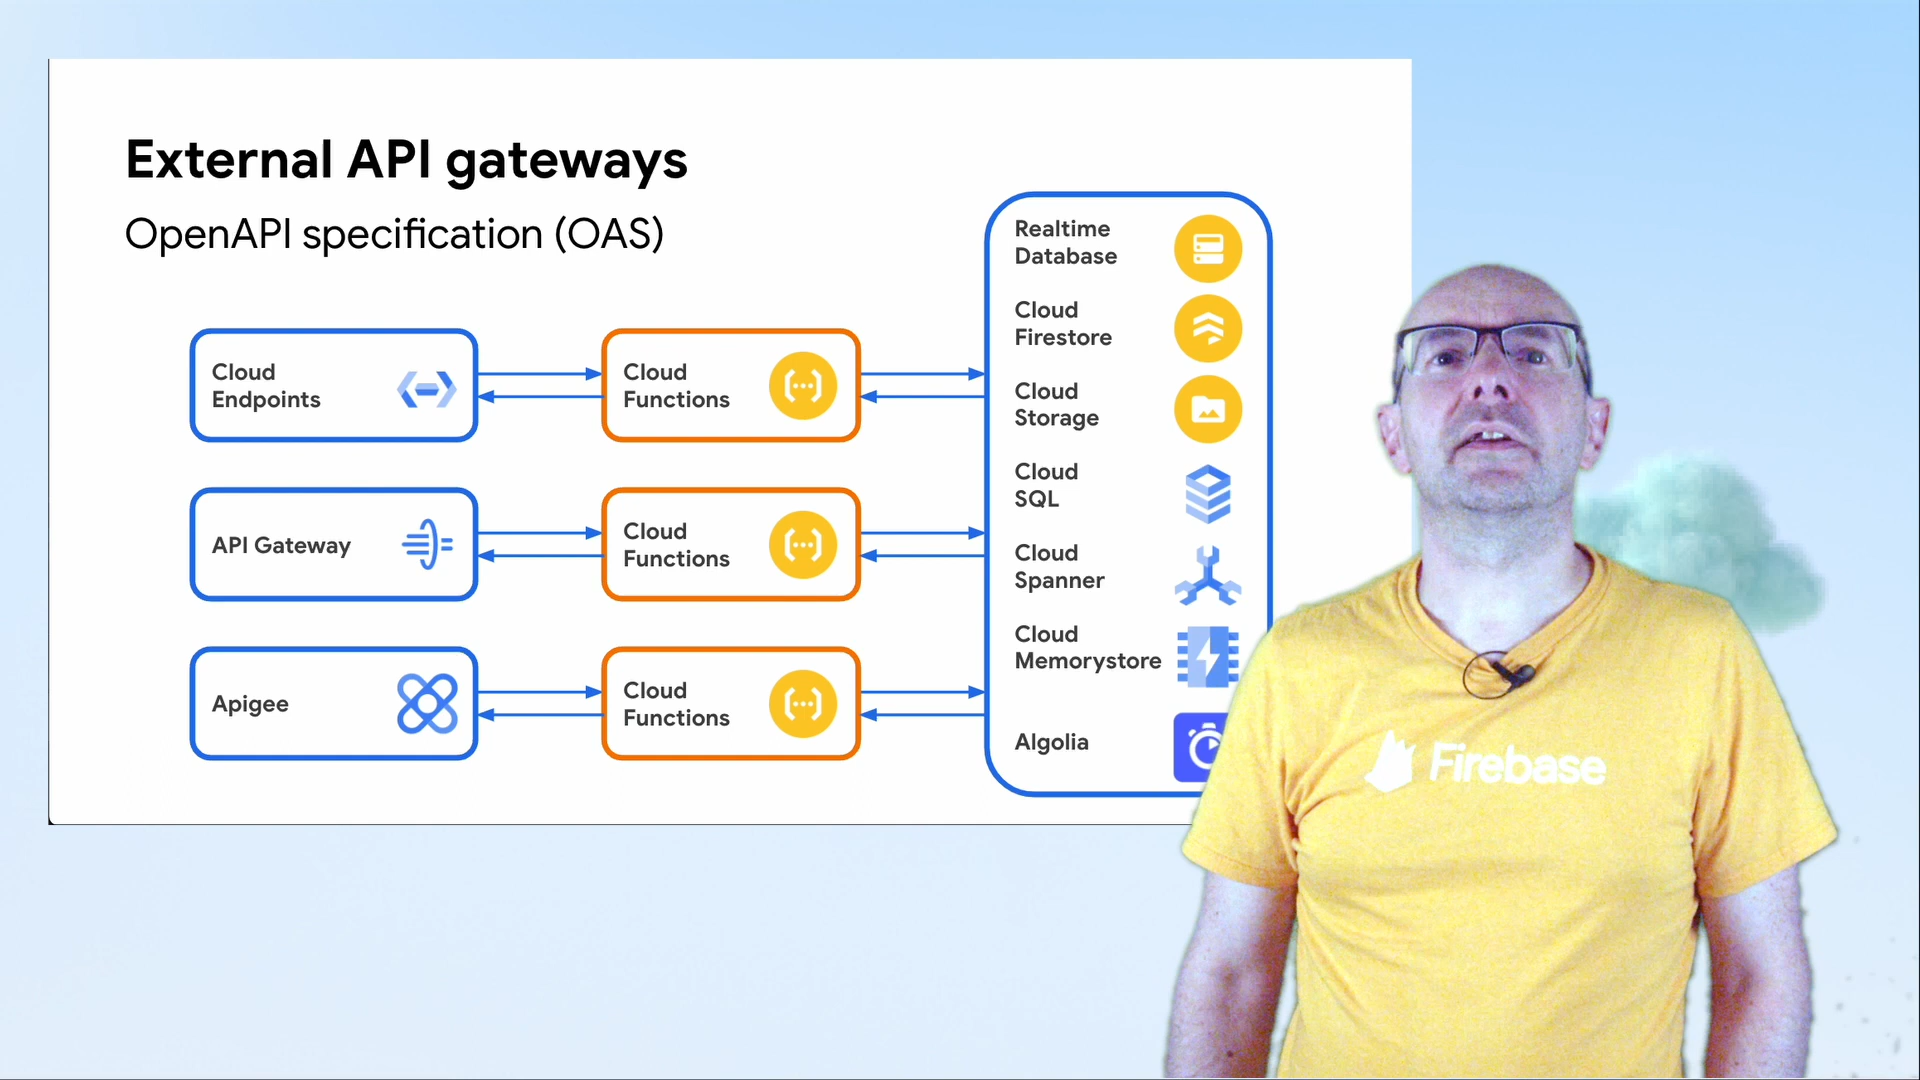 External API gateways
OpenAPI specification (OAS)
Cloud
Endpoints
Cloud
Functions
API Gateway
Cloud
Functions
Apigee
Cloud
Functions
Realtime
Database
Cloud
Firestore
Cloud
Storage
Cloud
SQL
Cloud
Spanner
Cloud
Memorystore
Algolia
Firebase